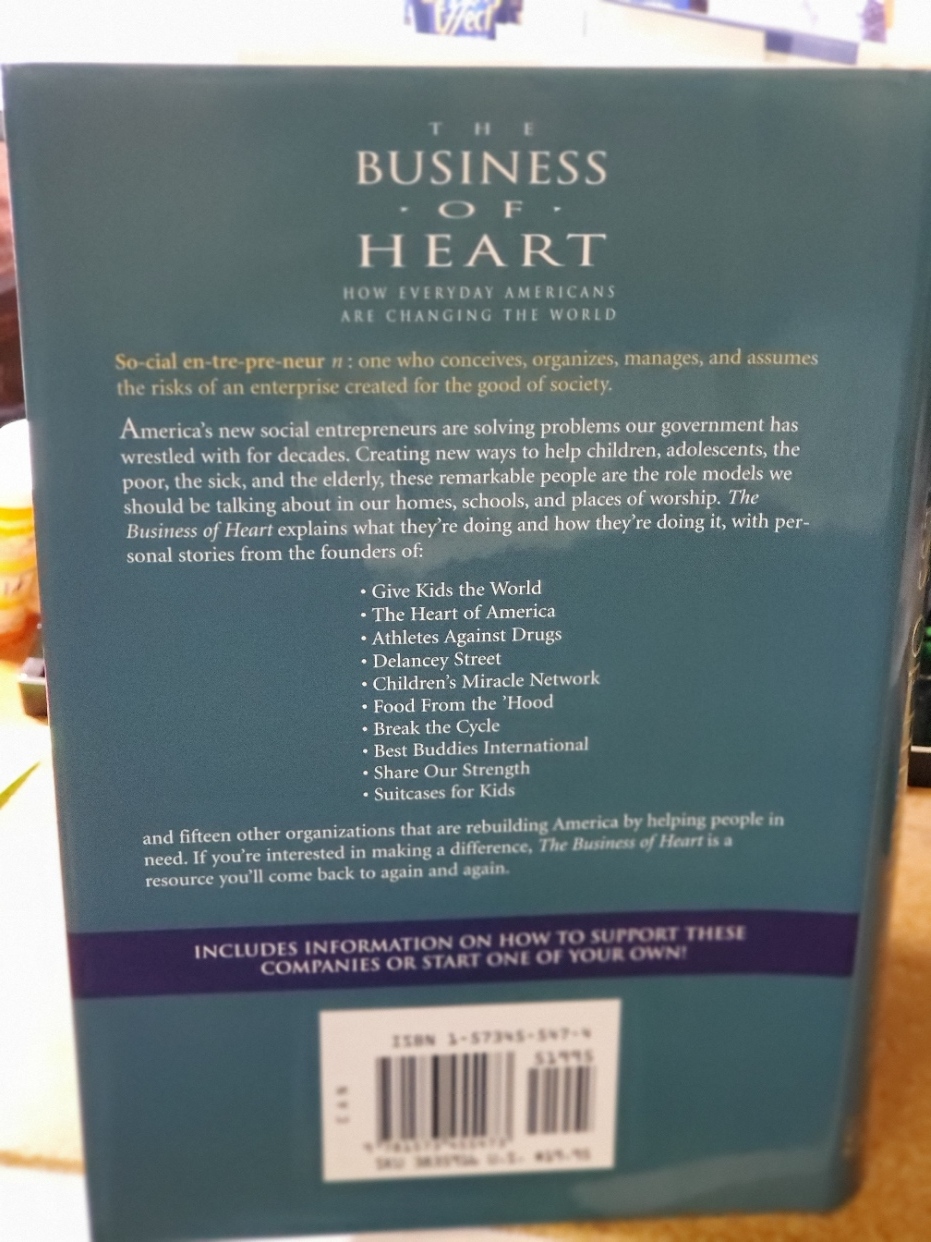 Effect
THE
BUSINESS
· OF ·
HEART
HOW EVERYDAY AMERICANS
ARE CHANGING THE WORLD
So-cial en-tre-pre-neur n : one who conceives, organizes, manages, and assumes
the risks of an enterprise created for the good of society.
America's new social entrepreneurs are solving problems our government has
wrestled with for decades. Creating new ways to help children, adolescents, the
poor, the sick, and the elderly, these remarkable people are the role models we
should be talking about in our homes, schools, and places of worship. The
Business of Heart explains what they're doing and how they're doing it, with per-
sonal stories from the founders of:
• Give Kids the World
• The Heart of America
• Athletes Against Drugs
• Delancey Street
• Children's Miracle Network
• Food From the 'Hood
• Break the Cycle
• Best Buddies International
• Share Our Strength
• Suitcases for Kids
and fifteen other organizations that are rebuilding America by helping people in
need. If you're interested in making a difference, The Business of Heart is a
resource you'll come back to again and again.
INCLUDES INFORMATION ON HOW TO SUPPORT THESE
COMPANIES OR START ONE OF YOUR OWN!
ISBN 1-57345-547-4
51995
EAN
9 781573 455473
SKU U.S. $19.95